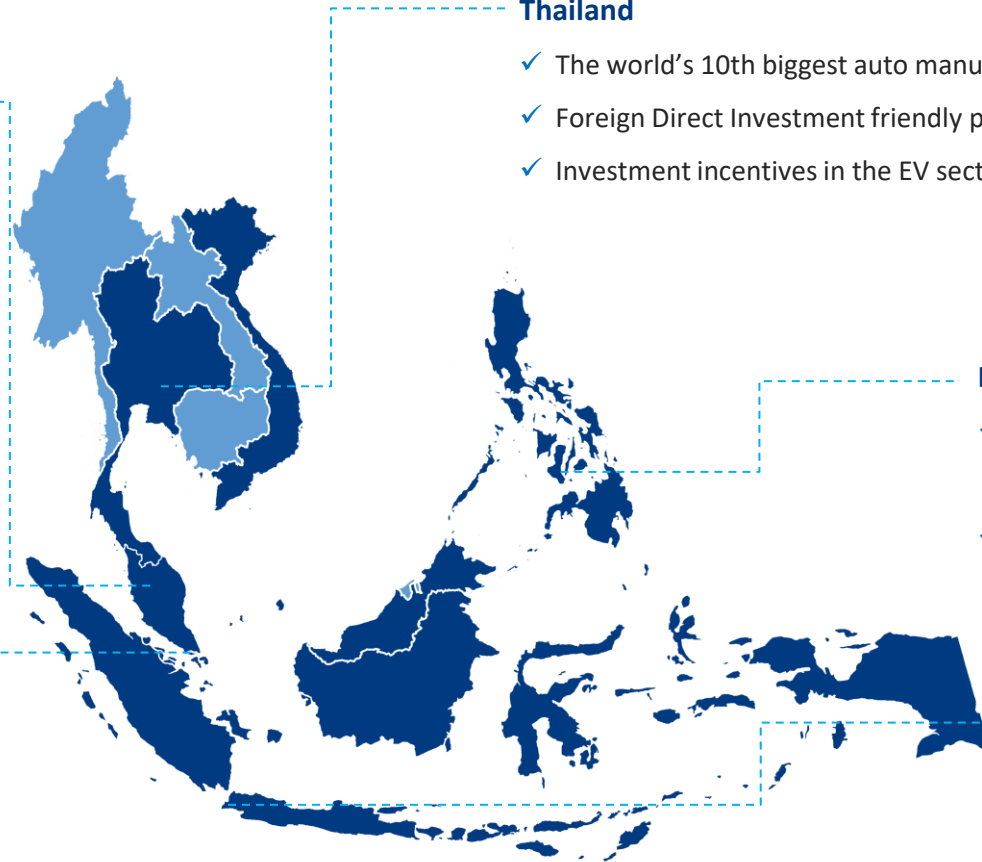 Thailand
✓ The world's 10th biggest auto manu
✓ Foreign Direct Investment friendly p
✓ Investment incentives in the EV sect